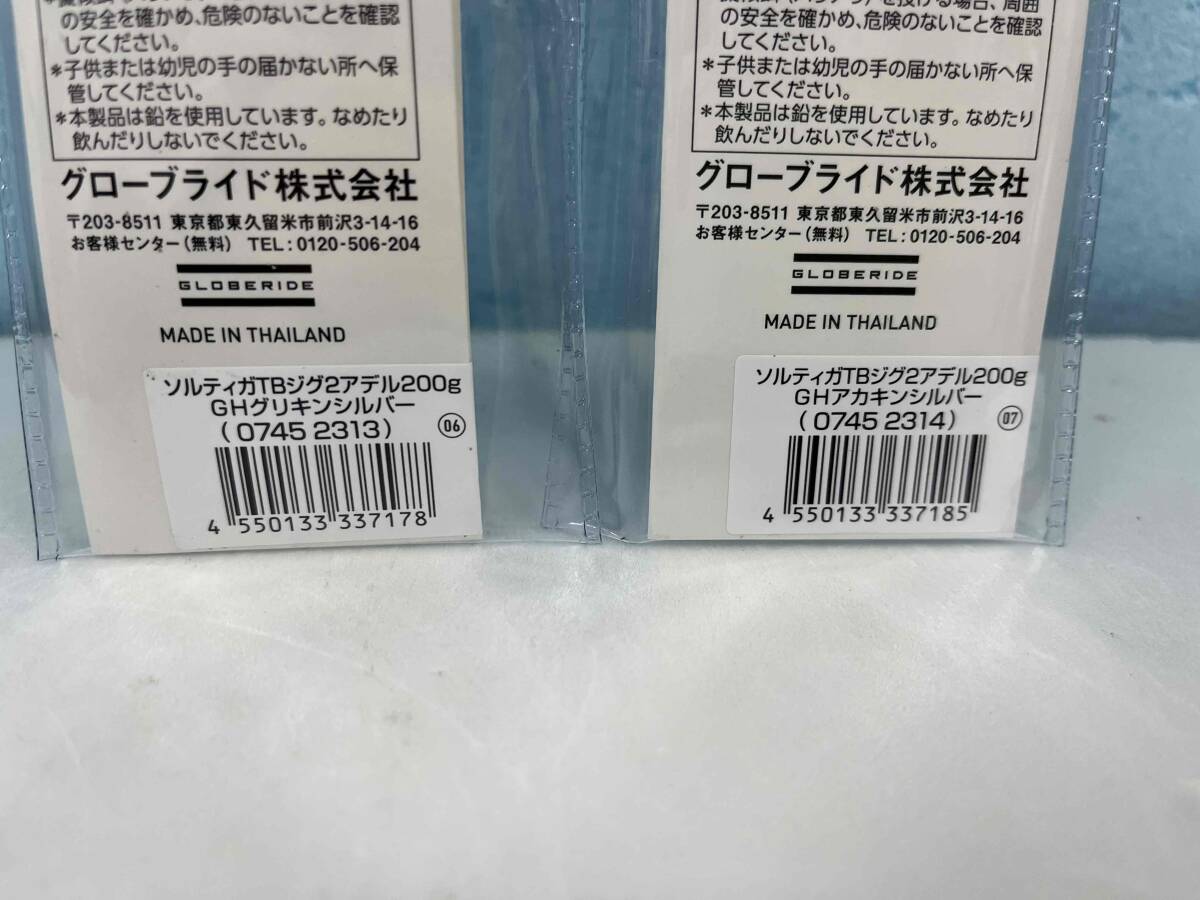 の安全を確かめ、危険のないことを確認
してください。
*子供または幼児の手の届かない所へ保
管してください。
*本製品は鉛を使用しています。なめたり
飲んだりしないでください。
グローブライド株式会社
〒203-8511 東京都東久留米市前沢3-14-16
お客様センター(無料) TEL:0120-506-204
GLOBERIDE
MADE IN THAILAND
ソルティガTBジグ2アデル200g
GHグリキンシルバー
(0745 2313) 06
4 550133 337178
を投げる場合、周囲
の安全を確かめ、危険のないことを確認
してください。
*子供または幼児の手の届かない所へ保
管してください。
*本製品は鉛を使用しています。なめたり
飲んだりしないでください。
グローブライド株式会社
〒203-8511 東京都東久留米市前沢3-14-16
お客様センター(無料) TEL:0120-506-204
GLOBERIDE
MADE IN THAILAND
ソルティガTBジグ2アデル200g
GHアカキンシルバー
(0745 2314) 07
4 550133 337185